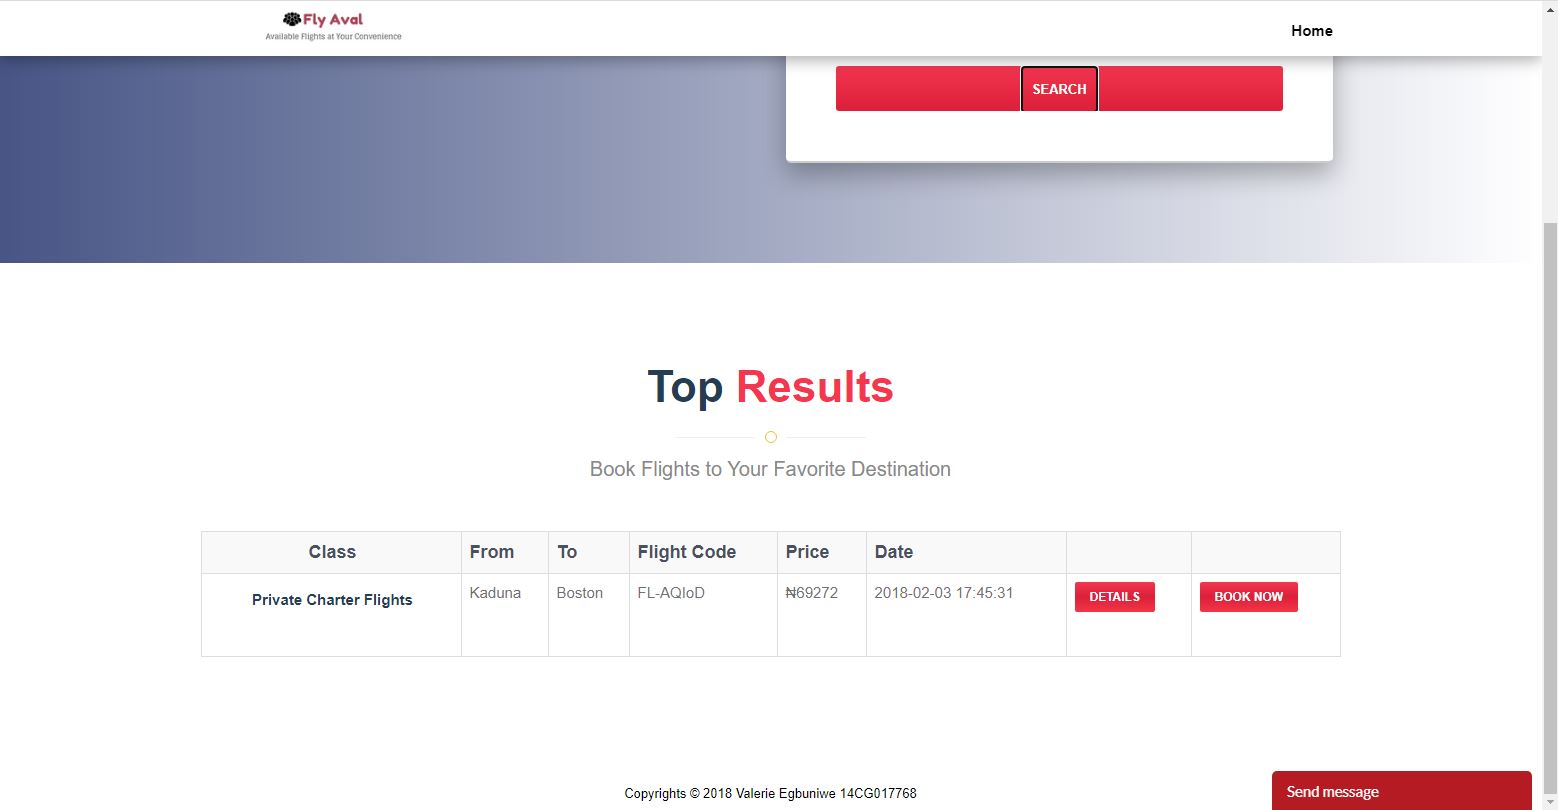 Fly Aval
Available Flights at Your Convenience
Home
SEARCH
Top Results
Book Flights to Your Favorite Destination
Class From To Flight Code Price Date
Private Charter Flights Kaduna Boston FL-AQIoD ₦69272 2018-02-03 17:45:31 DETAILS BOOK NOW
Copyrights © 2018 Valerie Egbuniwe 14CG017768
Send message